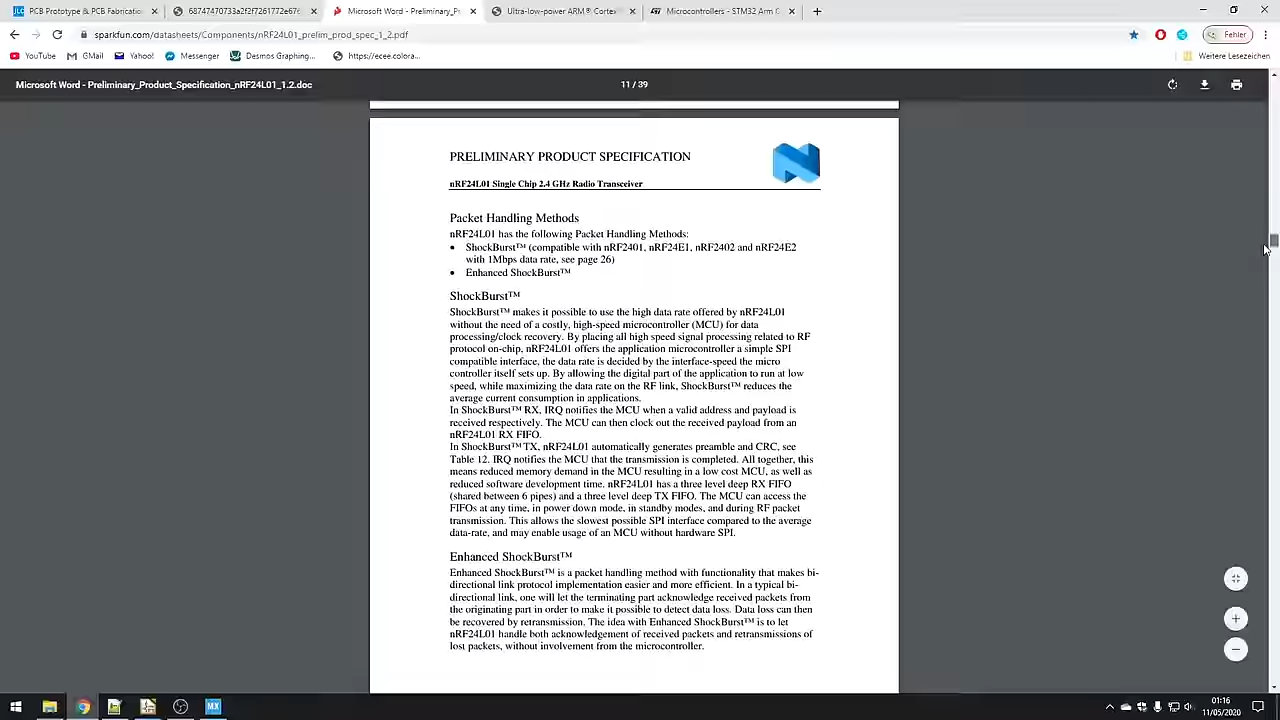 PCB Prototype & PCB Fabricatio
68747470733a2f2f7261772e676
Microsoft Word - Preliminary_Pr
Ultra-low-power ARM® Cortex
Microcontrollers - STM32 Arm C
sparkfun.com/datasheets/Components/nRF24L01_prelim_prod_spec_1_2.pdf
Fehler
YouTube
GMail
Yahoo!
Messenger
Desmos Graphing...
https://ecee.colora...
Weitere Lesezeichen
Microsoft Word - Preliminary_Product_Specification_nRF24L01_1.2.doc
11 / 39
PRELIMINARY PRODUCT SPECIFICATION
nRF24L01 Single Chip 2.4 GHz Radio Transceiver
Packet Handling Methods
nRF24L01 has the following Packet Handling Methods:
• ShockBurst™ (compatible with nRF2401, nRF24E1, nRF2402 and nRF24E2
with 1Mbps data rate, see page 26)
• Enhanced ShockBurst™
ShockBurst™
ShockBurst™ makes it possible to use the high data rate offered by nRF24L01
without the need of a costly, high-speed microcontroller (MCU) for data
processing/clock recovery. By placing all high speed signal processing related to RF
protocol on-chip, nRF24L01 offers the application microcontroller a simple SPI
compatible interface, the data rate is decided by the interface-speed the micro
controller itself sets up. By allowing the digital part of the application to run at low
speed, while maximizing the data rate on the RF link, ShockBurst™ reduces the
average current consumption in applications.
In ShockBurst™ RX, IRQ notifies the MCU when a valid address and payload is
received respectively. The MCU can then clock out the received payload from an
nRF24L01 RX FIFO.
In ShockBurst™ TX, nRF24L01 automatically generates preamble and CRC, see
Table 12. IRQ notifies the MCU that the transmission is completed. All together, this
means reduced memory demand in the MCU resulting in a low cost MCU, as well as
reduced software development time. nRF24L01 has a three level deep RX FIFO
(shared between 6 pipes) and a three level deep TX FIFO. The MCU can access the
FIFOs at any time, in power down mode, in standby modes, and during RF packet
transmission. This allows the slowest possible SPI interface compared to the average
data-rate, and may enable usage of an MCU without hardware SPI.
Enhanced ShockBurst™
Enhanced ShockBurst™ is a packet handling method with functionality that makes bi-
directional link protocol implementation easier and more efficient. In a typical bi-
directional link, one will let the terminating part acknowledge received packets from
the originating part in order to make it possible to detect data loss. Data loss can then
be recovered by retransmission. The idea with Enhanced ShockBurst™ is to let
nRF24L01 handle both acknowledgement of received packets and retransmissions of
lost packets, without involvement from the microcontroller.
MX
01:16
11/05/2020